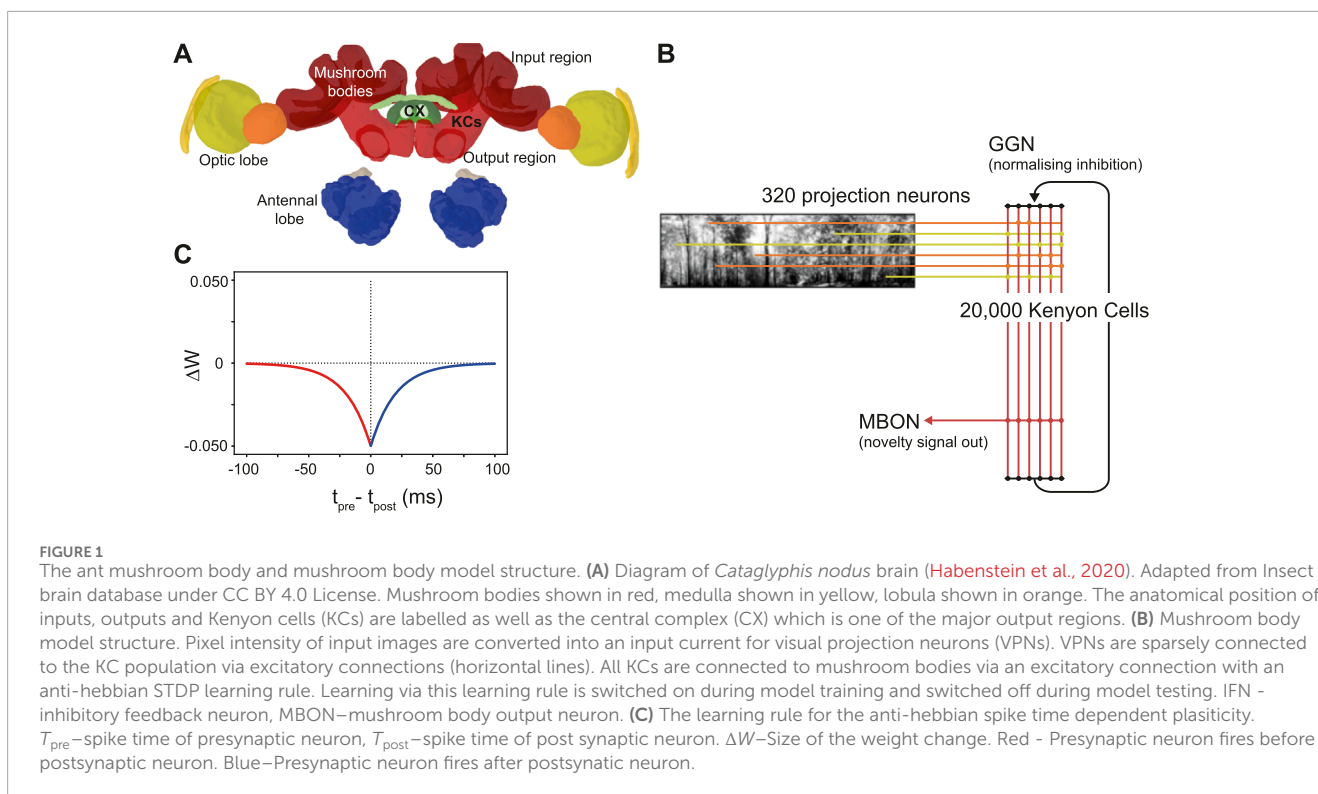 A
Mushroom
bodies
Input region
CX
KCs
Optic lobe
Output region
Antennal
lobe
B
320 projection neurons
GGN
(normalising inhibition)
20,000 Kenyon Cells
MBON
(novelty signal out)
C
0.050
0
-0.050
ΔW
-100
-50
0
50
100
tpre- tpost (ms)
FIGURE 1
The ant mushroom body and mushroom body model structure. (A) Diagram of Cataglyphis nodus brain (Habenstein et al., 2020). Adapted from Insect
brain database under CC BY 4.0 License. Mushroom bodies shown in red, medulla shown in yellow, lobula shown in orange. The anatomical position of
inputs, outputs and Kenyon cells (KCs) are labelled as well as the central complex (CX) which is one of the major output regions. (B) Mushroom body
model structure. Pixel intensity of input images are converted into an input current for visual projection neurons (VPNs). VPNs are sparsely connected
to the KC population via excitatory connections (horizontal lines). All KCs are connected to mushroom bodies via an excitatory connection with an
anti-hebbian STDP learning rule. Learning via this learning rule is switched on during model training and switched off during model testing. IFN -
inhibitory feedback neuron, MBON–mushroom body output neuron. (C) The learning rule for the anti-hebbian spike time dependent plasiticity.
Tpre–spike time of presynaptic neuron, Tpost–spike time of post synaptic neuron. ΔW–Size of the weight change. Red - Presynaptic neuron fires before
postsynaptic neuron. Blue–Presynaptic neuron fires after postsynatic neuron.